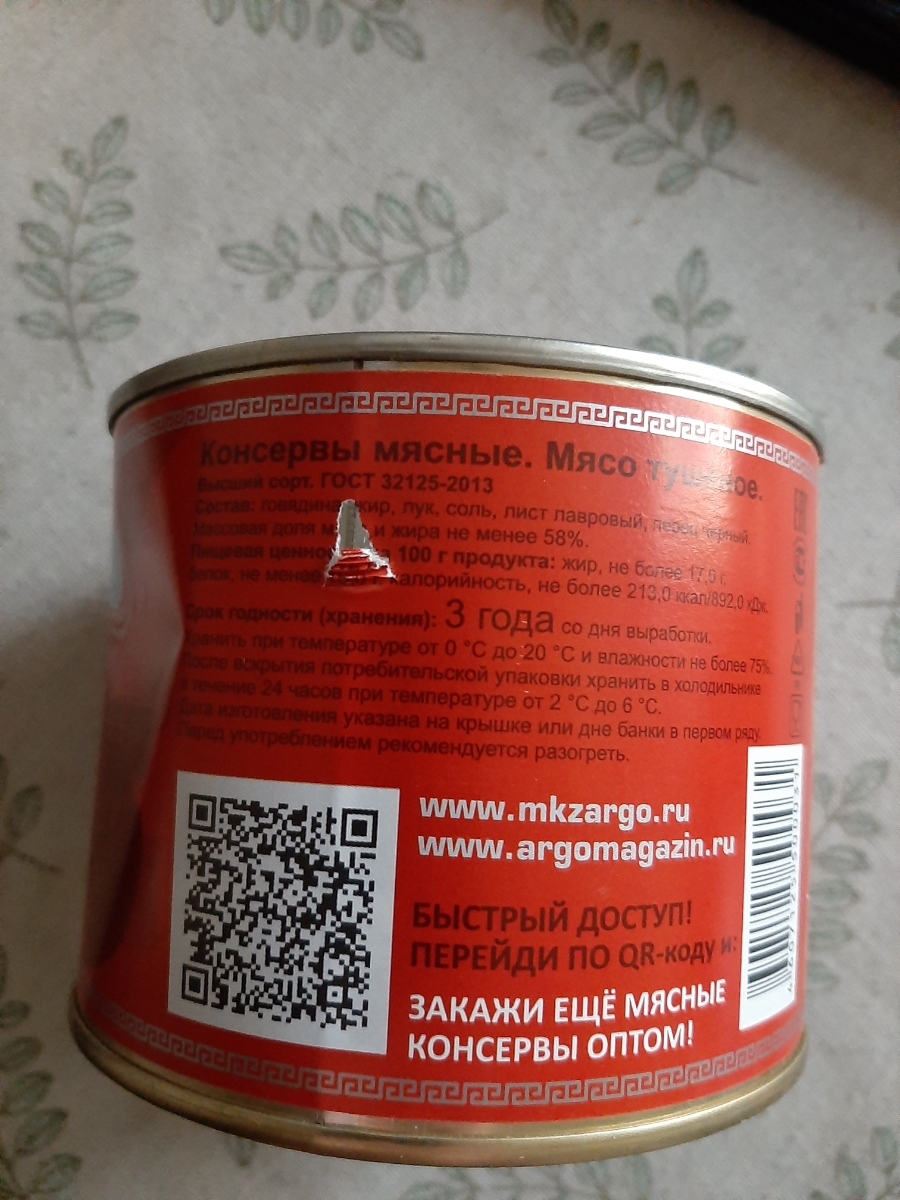 Консервы мясные. Мясо тушеное.
Высший сорт. ГОСТ 32125-2013
Состав: говядина, жир, лук, соль, лист лавровый, перец черный.
Массовая доля и жира не менее 58%.
Пищевая 100 г продукта: жир, не более 17,0 г,
белок, не менее калорийность, не более 213,0 ккал/892,0 кДж.
Срок годности (хранения): 3 года со дня выработки.
Хранить при температуре от 0 °С до 20 °С и влажности не более 75%.
После вскрытия потребительской упаковки хранить в холодильнике
в течение 24 часов при температуре от 2 °С до 6 °С.
Дата изготовления указана на крышке или дне банки в первом ряду.
Перед употреблением рекомендуется разогреть.
www.mkzargo.ru
www.argomagazin.ru
БЫСТРЫЙ ДОСТУП!
ПЕРЕЙДИ ПО QR-коду и:
ЗАКАЖИ ЕЩЁ МЯСНЫЕ
КОНСЕРВЫ ОПТОМ!